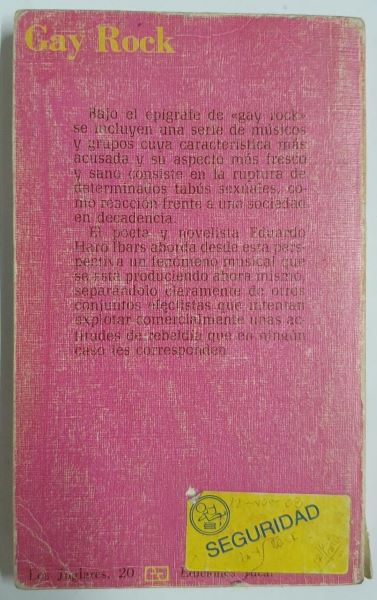 Gay Rock
Bajo el epígrafe de «gay rock»
se incluyen una serie de músicos
y grupos cuya característica más
acusada y su aspecto más fresco
y sano consiste en la ruptura de
determinados tabús sexuales, co-
mo reacción frente a una sociedad
en decadencia.
El poeta y novelista Eduardo
Haro Ibars aborda desde esta pers-
pectiva un fenómeno musical que
se está produciendo ahora mismo,
separándolo claramente de otros
conjuntos efectistas que intentan
explotar comercialmente unas ac-
titudes de rebeldía que en ningún
caso les corresponden.
SEGURIDAD
Los Juglares, 20 Ediciones Júcar